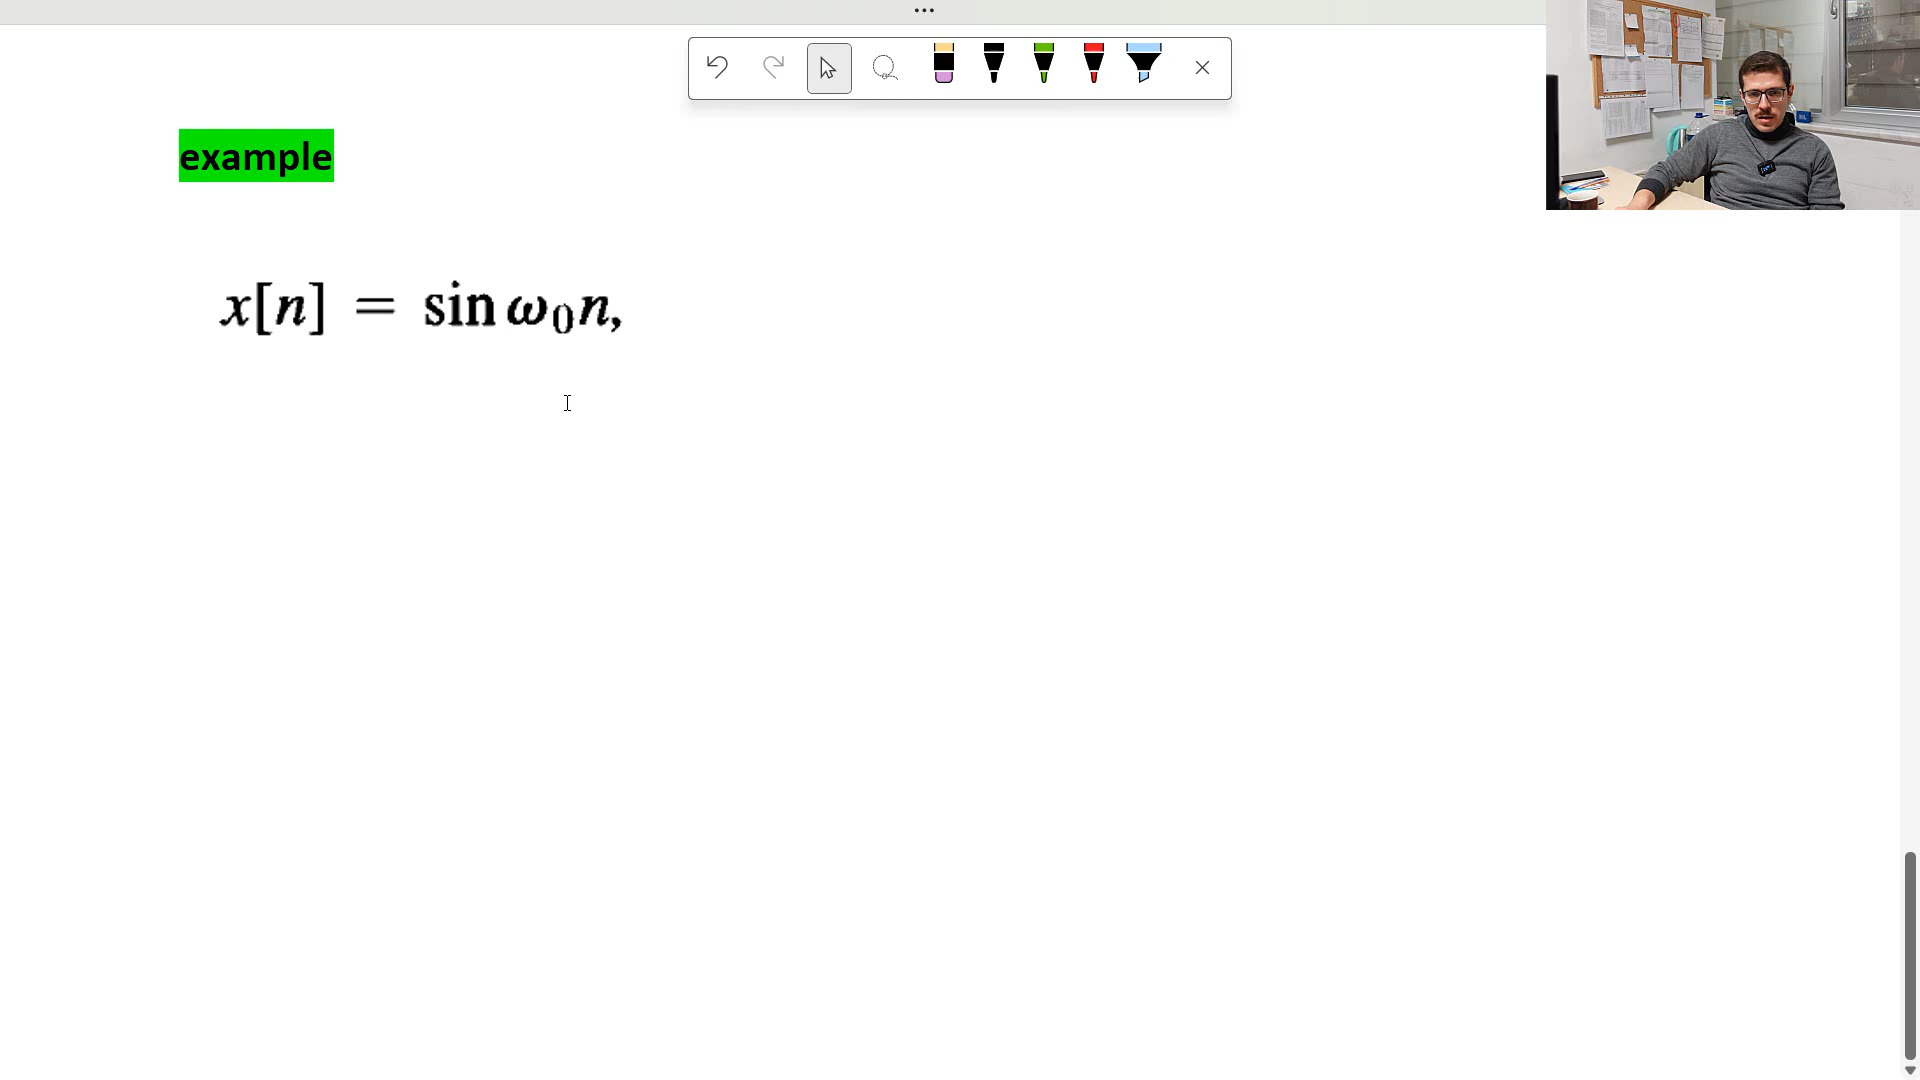 example
x[n] = sin ω₀n,